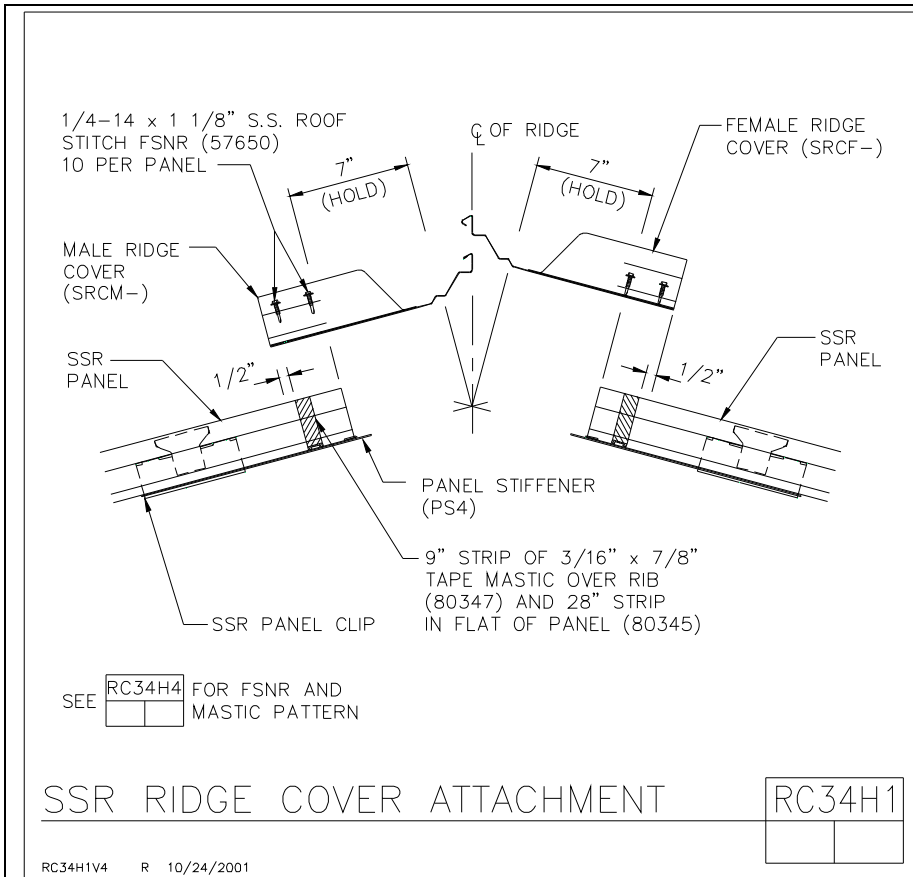 1/4-14 x 1 1/8" S.S. ROOF
STITCH FSNR (57650)
10 PER PANEL
7"
(HOLD)
℄ OF RIDGE
7"
(HOLD)
FEMALE RIDGE
COVER (SRCF-)
MALE RIDGE
COVER
(SRCM-)
SSR
PANEL
1/2"
1/2"
SSR
PANEL
PANEL STIFFENER
(PS4)
9" STRIP OF 3/16" x 7/8"
TAPE MASTIC OVER RIB
(80347) AND 28" STRIP
IN FLAT OF PANEL (80345)
SSR PANEL CLIP
SEE RC34H4 FOR FSNR AND
MASTIC PATTERN
SSR RIDGE COVER ATTACHMENT
RC34H1
RC34H1V4 R 10/24/2001